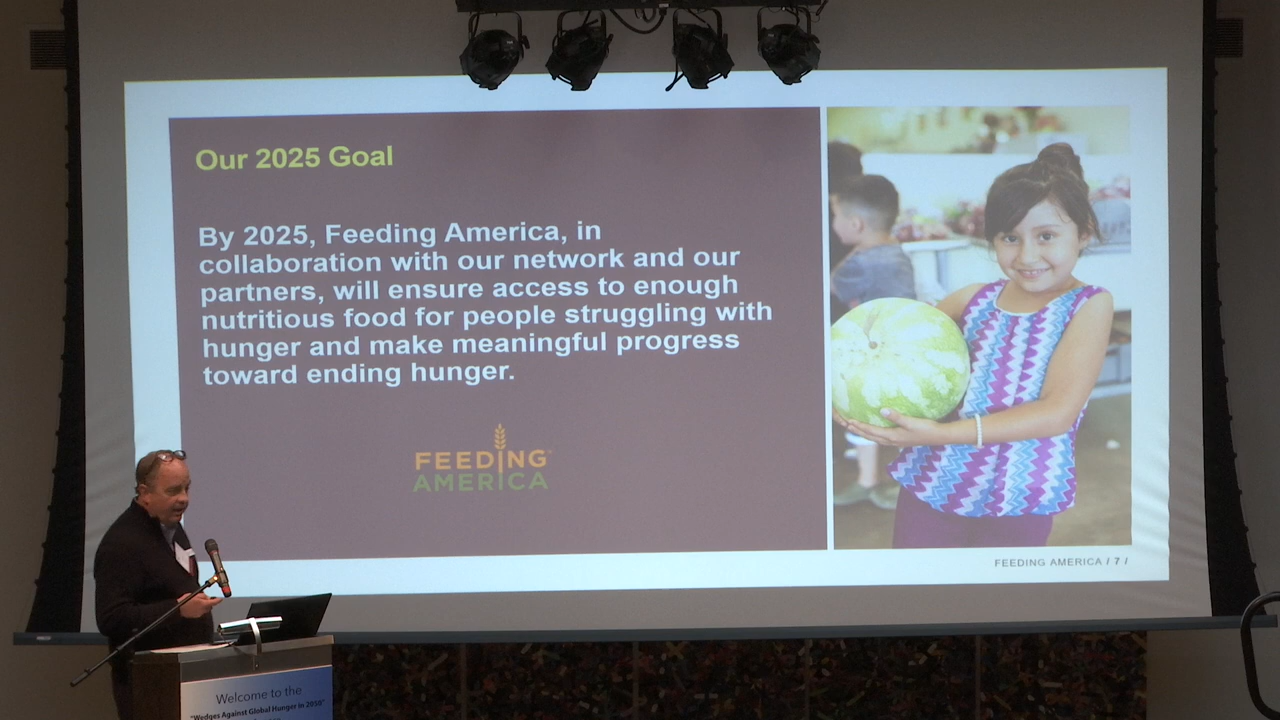 Our 2025 Goal
By 2025, Feeding America, in
collaboration with our network and our
partners, will ensure access to enough
nutritious food for people struggling with
hunger and make meaningful progress
toward ending hunger.
FEEDING
AMERICA
FEEDING AMERICA / 7 /
Welcome to the
"Wedges Against Global Hunger in 2050"